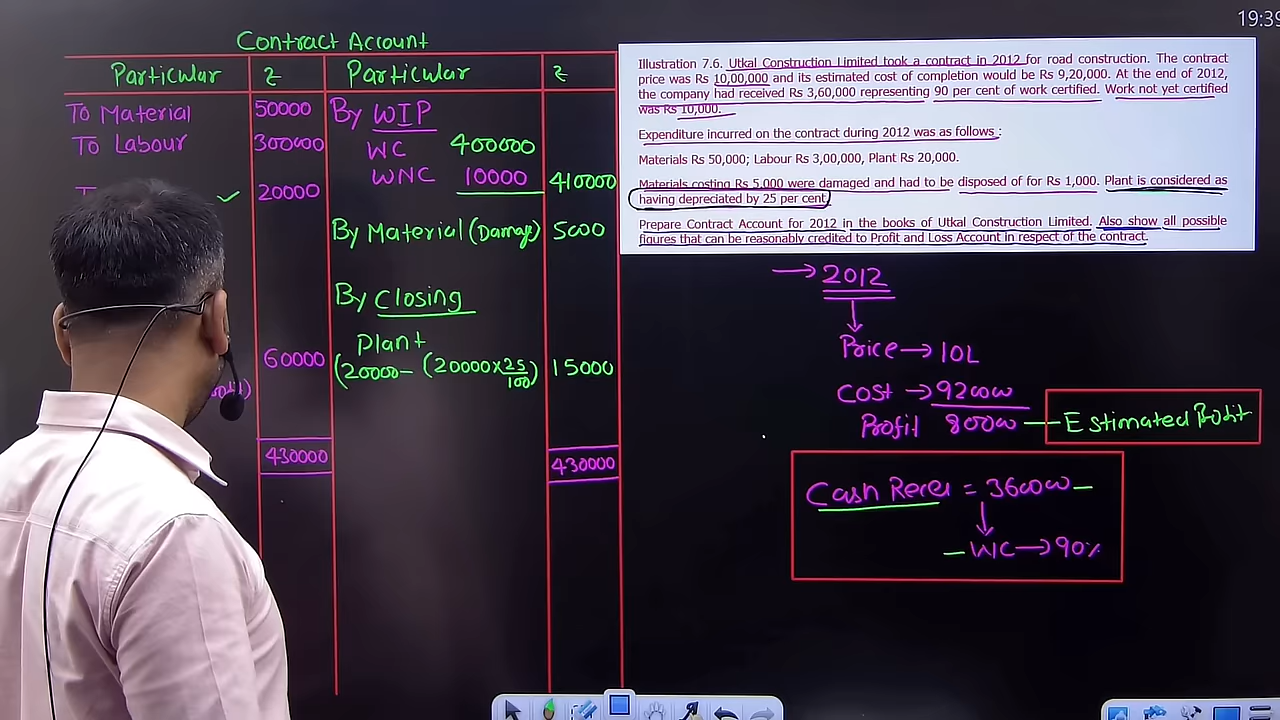 19:39
Contract Account
Particular ₹ Particular ₹
To Material 50000 By WIP
To Labour 300000 WC 400000
WNC 10000 410000
20000
By Material (Damage) 5000
By Closing
Plant
60000 (20000- (20000×25/100) 15000
430000 430000
Illustration 7.6. Utkal Construction Limited took a contract in 2012 for road construction. The contract
price was Rs 10,00,000 and its estimated cost of completion would be Rs 9,20,000. At the end of 2012,
the company had received Rs 3,60,000 representing 90 per cent of work certified. Work not yet certified
was Rs 10,000.
Expenditure incurred on the contract during 2012 was as follows :
Materials Rs 50,000; Labour Rs 3,00,000, Plant Rs 20,000.
Materials costing Rs 5,000 were damaged and had to be disposed of for Rs 1,000. Plant is considered as
having depreciated by 25 per cent.
Prepare Contract Account for 2012 in the books of Utkal Construction Limited. Also show all possible
figures that can be reasonably credited to Profit and Loss Account in respect of the contract.
→ 2012
Price → 10L
Cost → 920000
Profit 80000 — Estimated Profit
Cash Recei = 360000 —
— WC → 90%